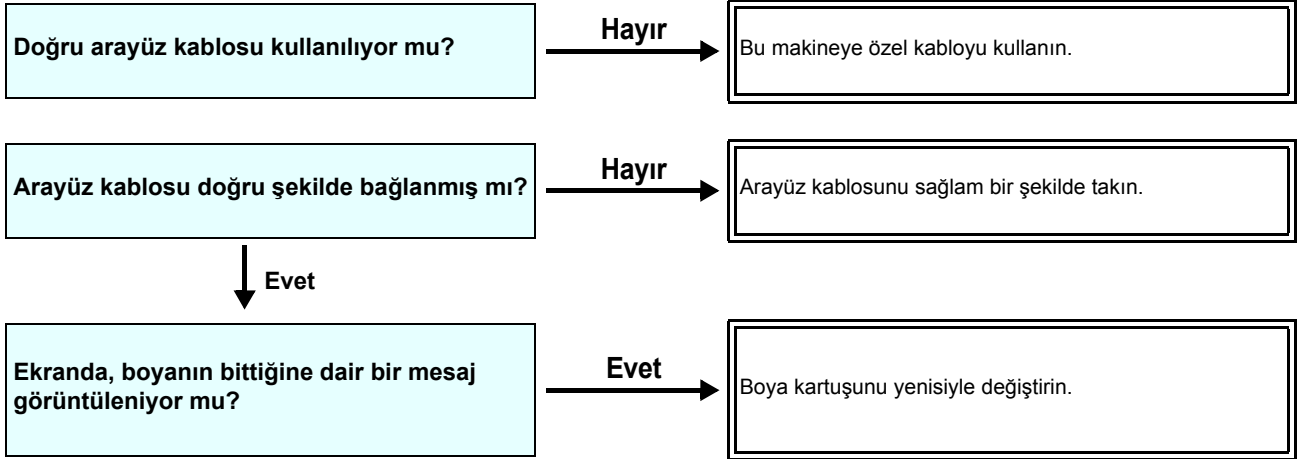 Doğru arayüz kablosu kullanılıyor mu?
Hayır
Bu makineye özel kabloyu kullanın.
Arayüz kablosu doğru şekilde bağlanmış mı?
Hayır
Arayüz kablosunu sağlam bir şekilde takın.
Evet
Ekranda, boyanın bittiğine dair bir mesaj
görüntüleniyor mu?
Evet
Boya kartuşunu yenisiyle değiştirin.